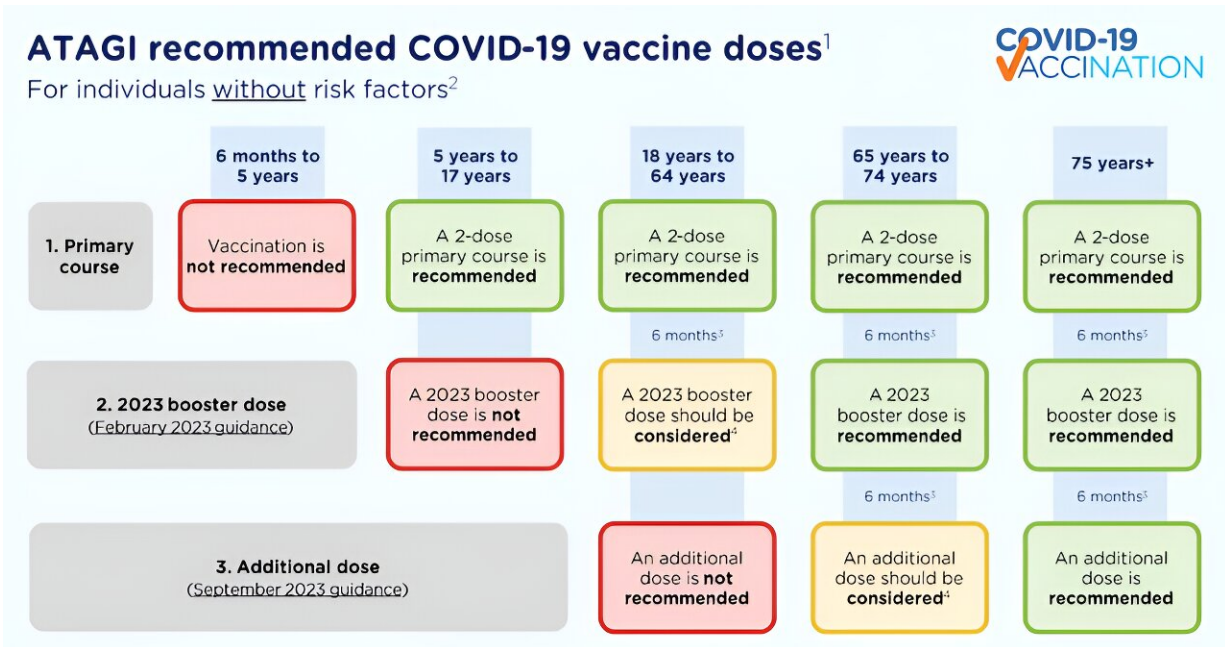 ATAGI recommended COVID-19 vaccine doses¹
For individuals without risk factors²
COVID-19
VACCINATION
6 months to
5 years
5 years to
17 years
18 years to
64 years
65 years to
74 years
75 years+
1. Primary
course
Vaccination is
not recommended
A 2-dose
primary course is
recommended
A 2-dose
primary course is
recommended
A 2-dose
primary course is
recommended
A 2-dose
primary course is
recommended
6 months³
6 months³
6 months³
2. 2023 booster dose
(February 2023 guidance)
A 2023 booster
dose is not
recommended
A 2023 booster
dose should be
considered⁴
A 2023
booster dose is
recommended
A 2023
booster dose is
recommended
6 months³
6 months³
3. Additional dose
(September 2023 guidance)
An additional
dose is not
recommended
An additional
dose should be
considered⁴
An additional
dose is
recommended